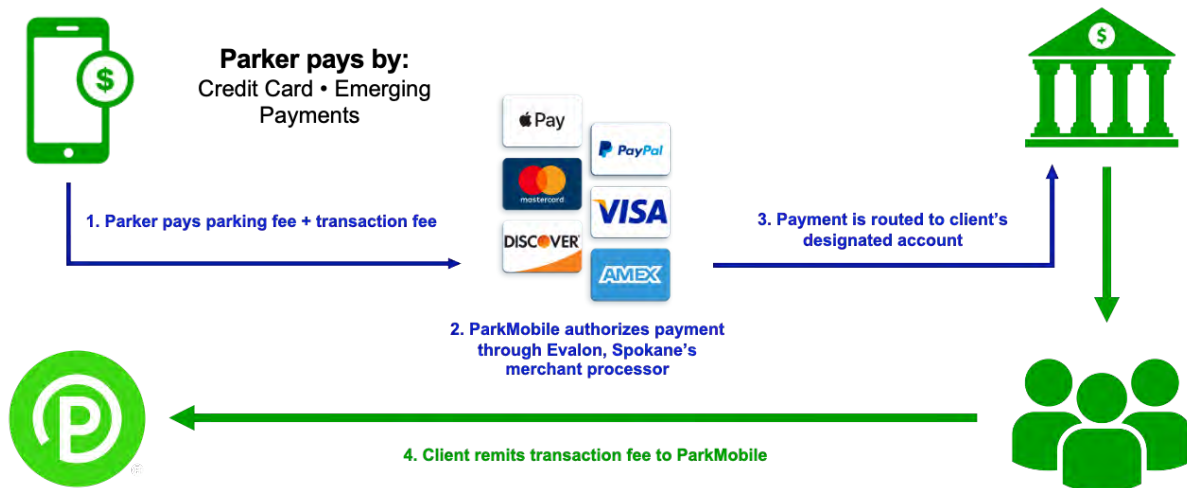 Parker pays by:
Credit Card • Emerging
Payments
$
$
Pay
PayPal
mastercard
VISA
DISCOVER
AMEX
1. Parker pays parking fee + transaction fee
2. ParkMobile authorizes payment
through Evalon, Spokane's
merchant processor
3. Payment is routed to client's
designated account
P
®
4. Client remits transaction fee to ParkMobile